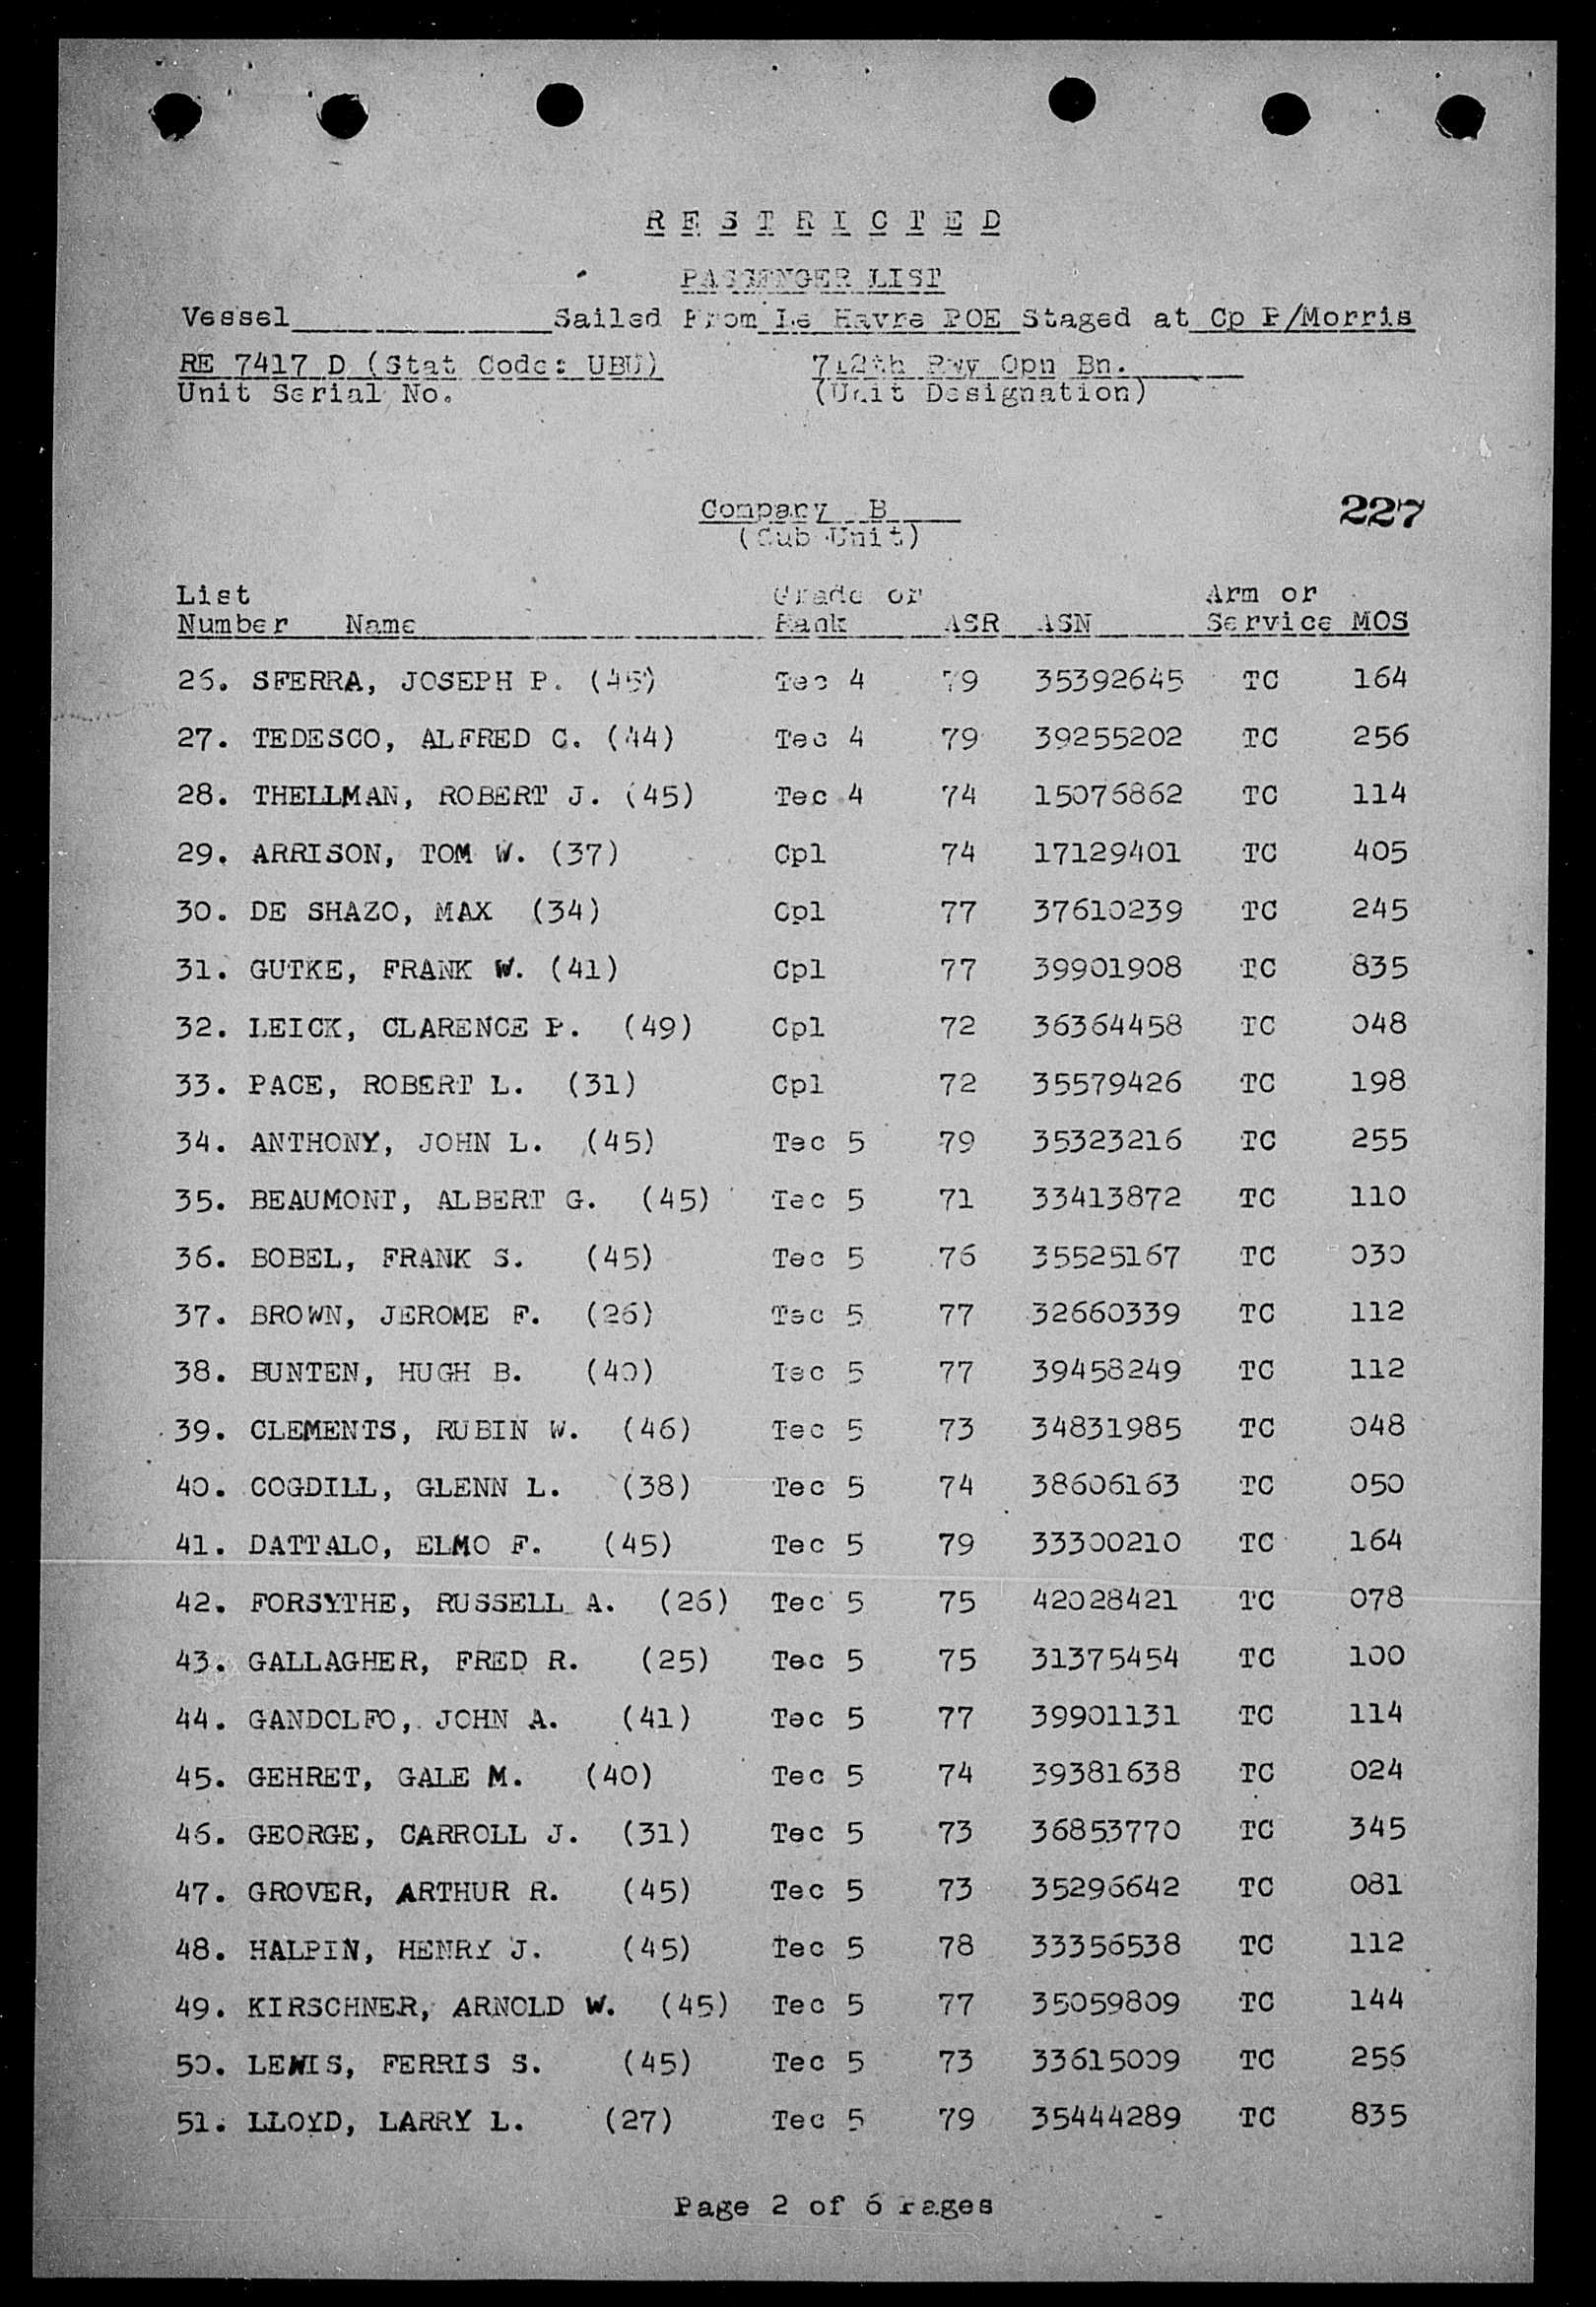 R E S T R I C T E D
PASSENGER LIST
Vessel______________Sailed From Le Havre POE Staged at Cp P/Morris
RE 7417 D (Stat Code: UBU) 712th Rwy Opn Bn.
Unit Serial No. (Unit Designation)
Company B 227
(Sub Unit)
List Grade or Arm or
Number Name Rank ASR ASN Service MOS
26. SFERRA, JOSEPH P. (45) Tec 4 79 35392645 TC 164
27. TEDESCO, ALFRED C. (44) Tec 4 79 39255202 TC 256
28. THELLMAN, ROBERT J. (45) Tec 4 74 15076862 TC 114
29. ARRISON, TOM W. (37) Cpl 74 17129401 TC 405
30. DE SHAZO, MAX (34) Cpl 77 37610239 TC 245
31. GUTKE, FRANK W. (41) Cpl 77 39901908 TC 835
32. LEICK, CLARENCE P. (49) Cpl 72 36364458 TC 048
33. PACE, ROBERT L. (31) Cpl 72 35579426 TC 198
34. ANTHONY, JOHN L. (45) Tec 5 79 35323216 TC 255
35. BEAUMONT, ALBERT G. (45) Tec 5 71 33413872 TC 110
36. BOBEL, FRANK S. (45) Tec 5 76 35525167 TC 030
37. BROWN, JEROME F. (26) Tec 5 77 32660339 TC 112
38. BUNTEN, HUGH B. (40) Tec 5 77 39458249 TC 112
39. CLEMENTS, RUBIN W. (46) Tec 5 73 34831985 TC 048
40. COGDILL, GLENN L. (38) Tec 5 74 38606163 TC 050
41. DATTALO, ELMO F. (45) Tec 5 79 33300210 TC 164
42. FORSYTHE, RUSSELL A. (26) Tec 5 75 42028421 TC 078
43. GALLAGHER, FRED R. (25) Tec 5 75 31375454 TC 100
44. GANDOLFO, JOHN A. (41) Tec 5 77 39901131 TC 114
45. GEHRET, GALE M. (40) Tec 5 74 39381638 TC 024
46. GEORGE, CARROLL J. (31) Tec 5 73 36853770 TC 345
47. GROVER, ARTHUR R. (45) Tec 5 73 35296642 TC 081
48. HALPIN, HENRY J. (45) Tec 5 78 33356538 TC 112
49. KIRSCHNER, ARNOLD W. (45) Tec 5 77 35059809 TC 144
50. LEWIS, FERRIS S. (45) Tec 5 73 33615009 TC 256
51. LLOYD, LARRY L. (27) Tec 5 79 35444289 TC 835
Page 2 of 6 Pages